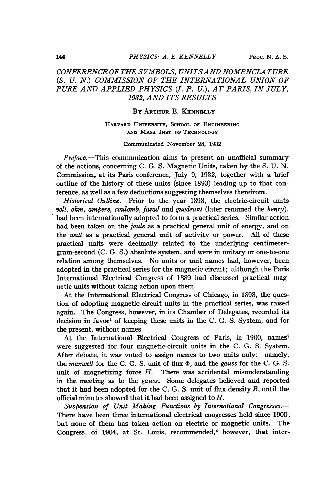 144 PHYSICS: A. E. KENNELLY PROC. N. A. S.
CONFERENCE OF THE SYMBOLS, UNITS AND NOMENCLATURE
(S. U. N.) COMMISSION OF THE INTERNATIONAL UNION OF
PURE AND APPLIED PHYSICS (I. P. U.), AT PARIS, IN JULY,
1932, AND ITS RESULTS
BY ARTHUR E. KENNELLY
HARVARD UNIVERSITY, SCHOOL OF ENGINEERING
AND MASS. INST. OF TECHNOLOGY
Communicated November 28, 1932
Preface.—This communication aims to present an unofficial summary
of the actions, concerning C. G. S. Magnetic Units, taken by the S. U. N.
Commission, at its Paris conference, July 9, 1932, together with a brief
outline of the history of these units (since 1893) leading up to that con-
ference, as well as a few deductions suggesting themselves therefrom.
Historical Outline. Prior to the year 1893, the electric-circuit units
volt, ohm, ampere, coulomb, farad and quadrant (later renamed the henry),
had been internationally adopted to form a practical series. Similar action
had been taken on the joule as a practical general unit of energy, and on
the watt as a practical general unit of activity or power. All of these
practical units were decimally related to the underlying centimeter-
gram-second (C. G. S.) absolute system, and were in unitary or one-to-one
relation among themselves. No units or unit names had, however, been
adopted in the practical series for the magnetic circuit; although the Paris
International Electrical Congress of 1889 had discussed practical mag-
netic units without taking action upon them.
At the International Electrical Congress of Chicago, in 1893, the ques-
tion of adopting magnetic-circuit units in the practical series, was raised
again. The Congress, however, in its Chamber of Delegates, recorded its
decision in favor of keeping these units in the C. G. S. System, and for
the present, without names.
At the International Electrical Congress of Paris, in 1900, names
were suggested for four magnetic-circuit units in the C. G. S. System.
After debate, it was voted to assign names to two units only: namely,
the maxwell for the C. G. S. unit of flux Φ, and the gauss for the C. G. S.
unit of magnetizing force H. There was accidental misunderstanding
in the meeting as to the gauss. Some delegates believed and reported
that it had been adopted for the C. G. S. unit of flux density B, until the
official minutes showed that it had been assigned to H.
Suspension of Unit Making Functions by International Congresses.—
There have been three international electrical congresses held since 1900,
but none of them has taken action on electric or magnetic units. The
Congress, of 1904, at St. Louis, recommended, however, that inter-